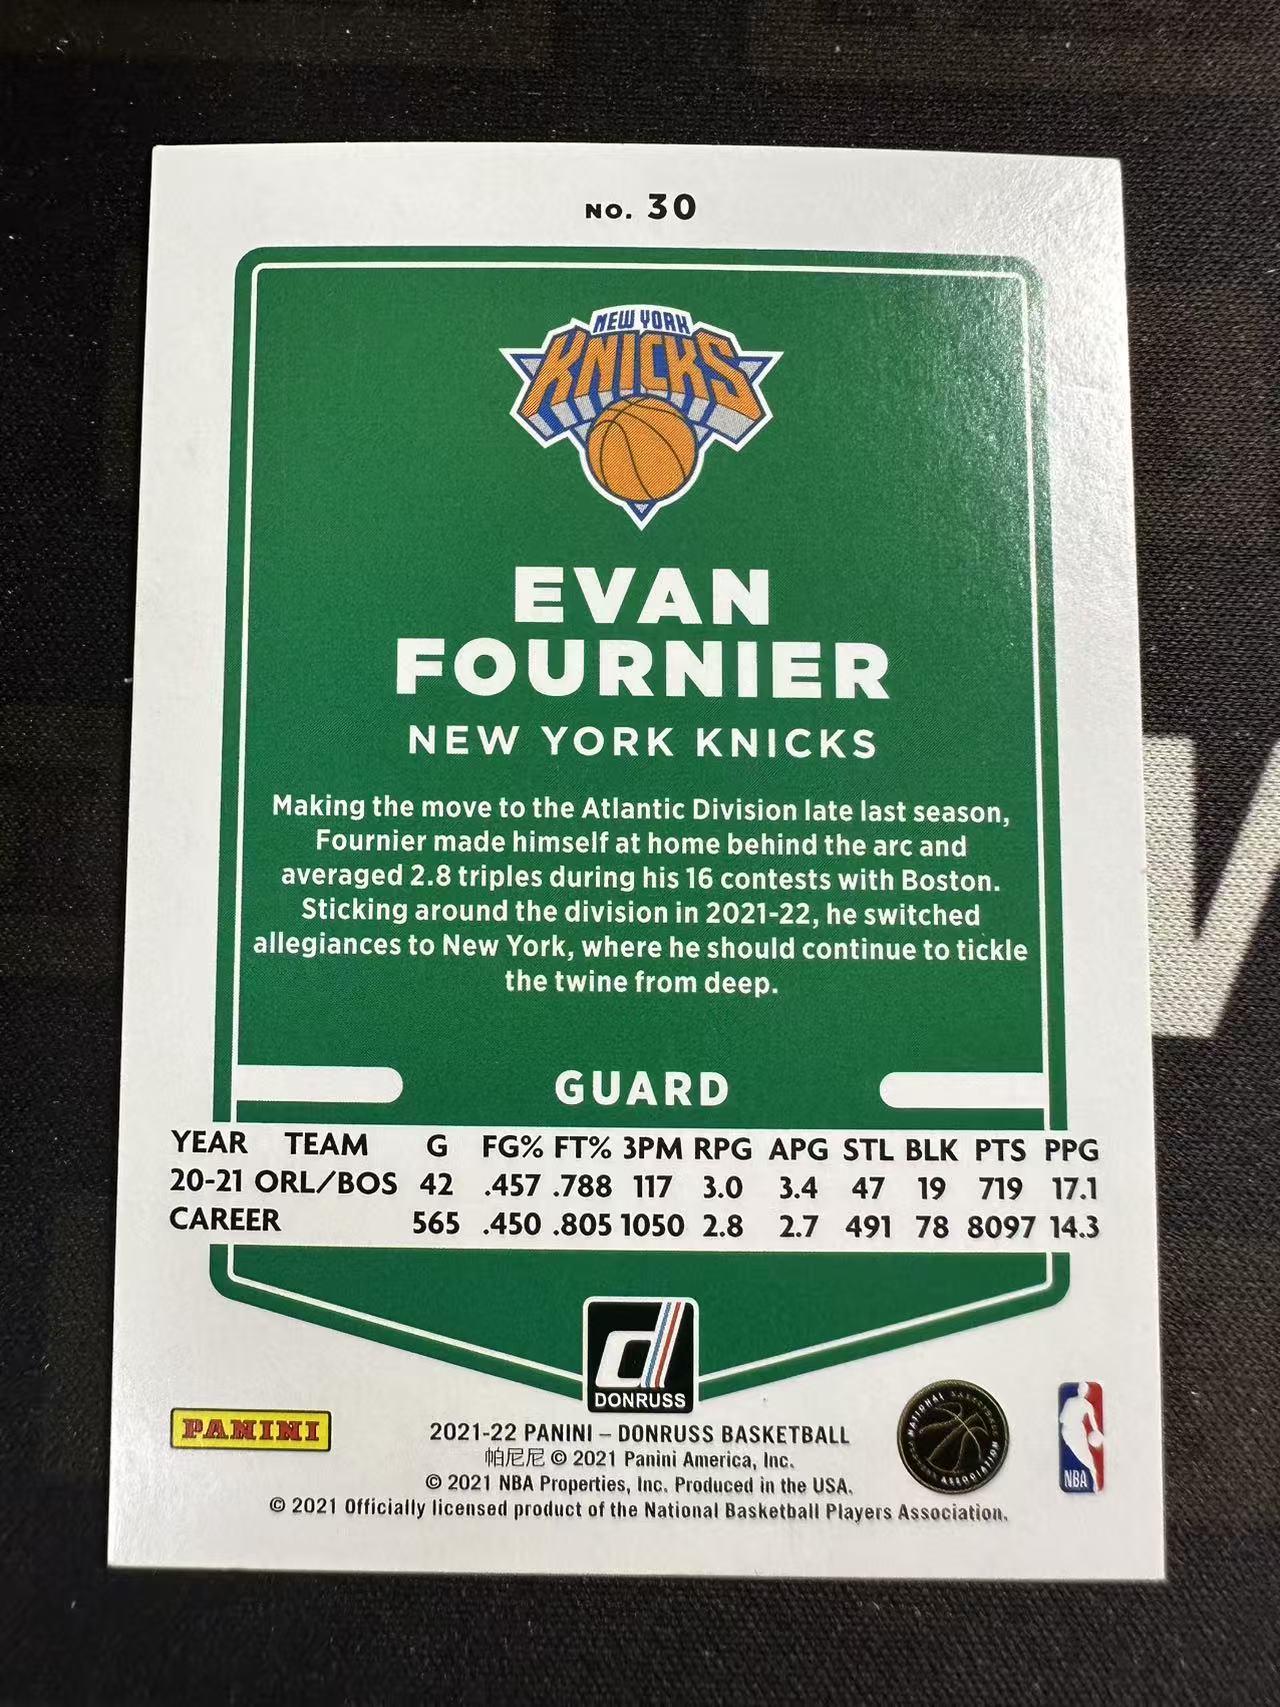 NO. 30
NEW YORK
KNICKS
EVAN
FOURNIER
NEW YORK KNICKS
Making the move to the Atlantic Division late last season,
Fournier made himself at home behind the arc and
averaged 2.8 triples during his 16 contests with Boston.
Sticking around the division in 2021-22, he switched
allegiances to New York, where he should continue to tickle
the twine from deep.
GUARD
YEAR TEAM G FG% FT% 3PM RPG APG STL BLK PTS PPG
20-21 ORL/BOS 42 .457 .788 117 3.0 3.4 47 19 719 17.1
CAREER 565 .450 .805 1050 2.8 2.7 491 78 8097 14.3
d
DONRUSS
PANINI
2021-22 PANINI – DONRUSS BASKETBALL
帕尼尼 © 2021 Panini America, Inc.
© 2021 NBA Properties, Inc. Produced in the USA.
© 2021 Officially licensed product of the National Basketball Players Association.
NATIONAL BASKETBALL
PLAYERS ASSOCIATION
NBA